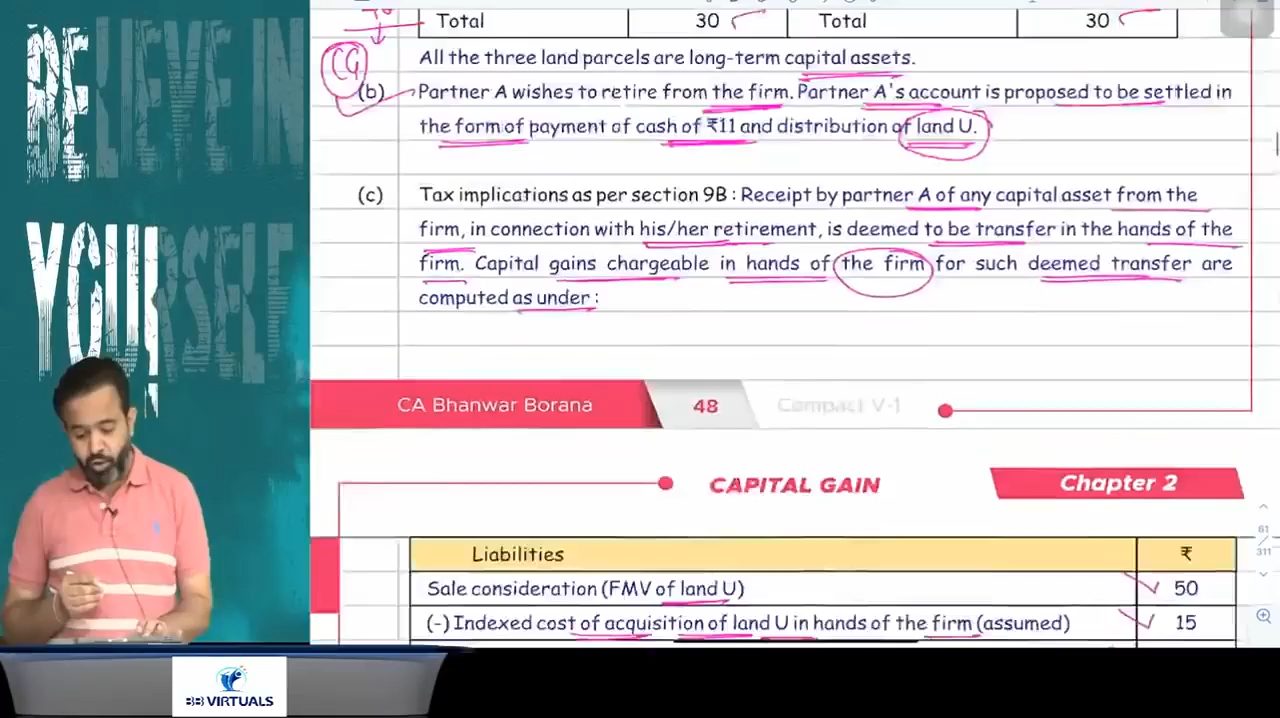 BELIEVE IN
YOURSELF
Total 30 Total 30
All the three land parcels are long-term capital assets.
CG
(b) Partner A wishes to retire from the firm. Partner A's account is proposed to be settled in
the form of payment of cash of ₹11 and distribution of land U.
(c) Tax implications as per section 9B : Receipt by partner A of any capital asset from the
firm, in connection with his/her retirement, is deemed to be transfer in the hands of the
firm. Capital gains chargeable in hands of the firm for such deemed transfer are
computed as under :
CA Bhanwar Borana 48 Compact V-1
CAPITAL GAIN Chapter 2
61
311
Liabilities ₹
Sale consideration (FMV of land U) 50
(-) Indexed cost of acquisition of land U in hands of the firm (assumed) 15
BB VIRTUALS